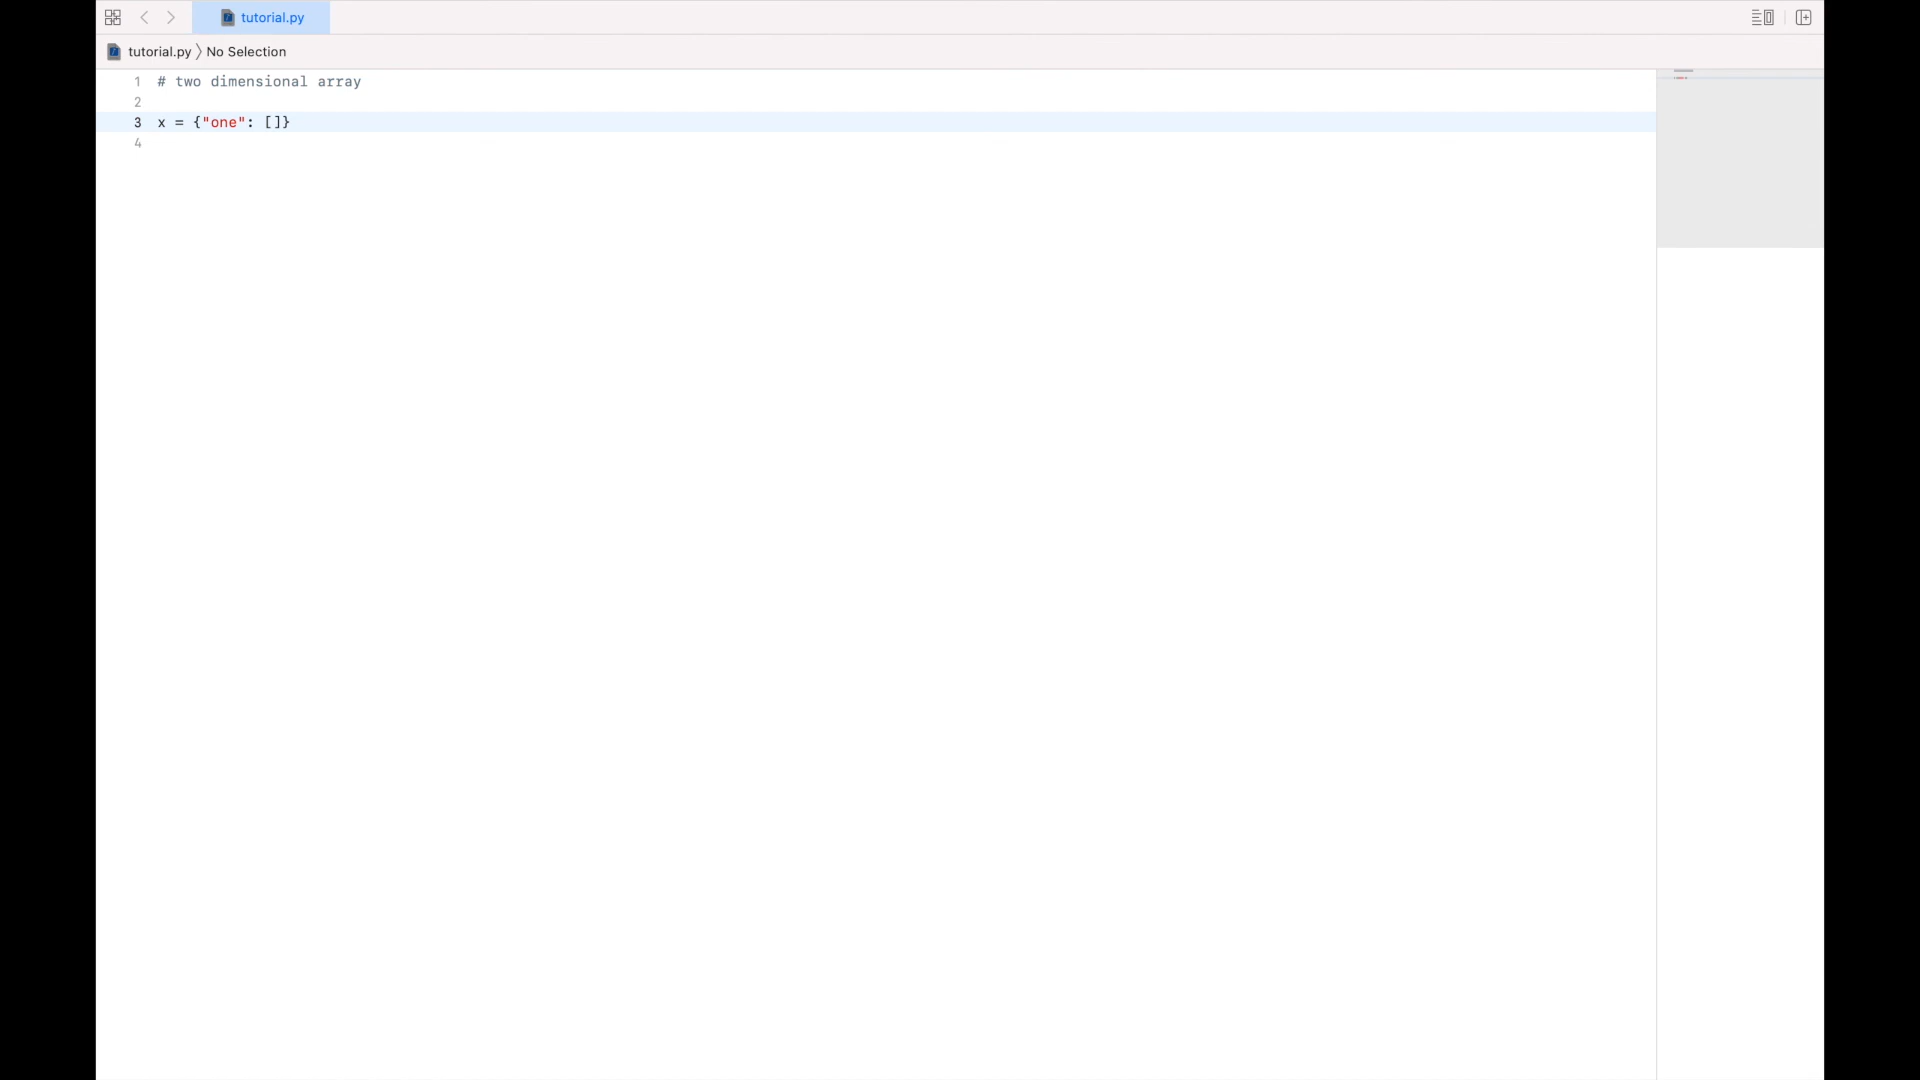 tutorial.py
tutorial.py 〉 No Selection
1 # two dimensional array
2
3 x = {"one": []}
4